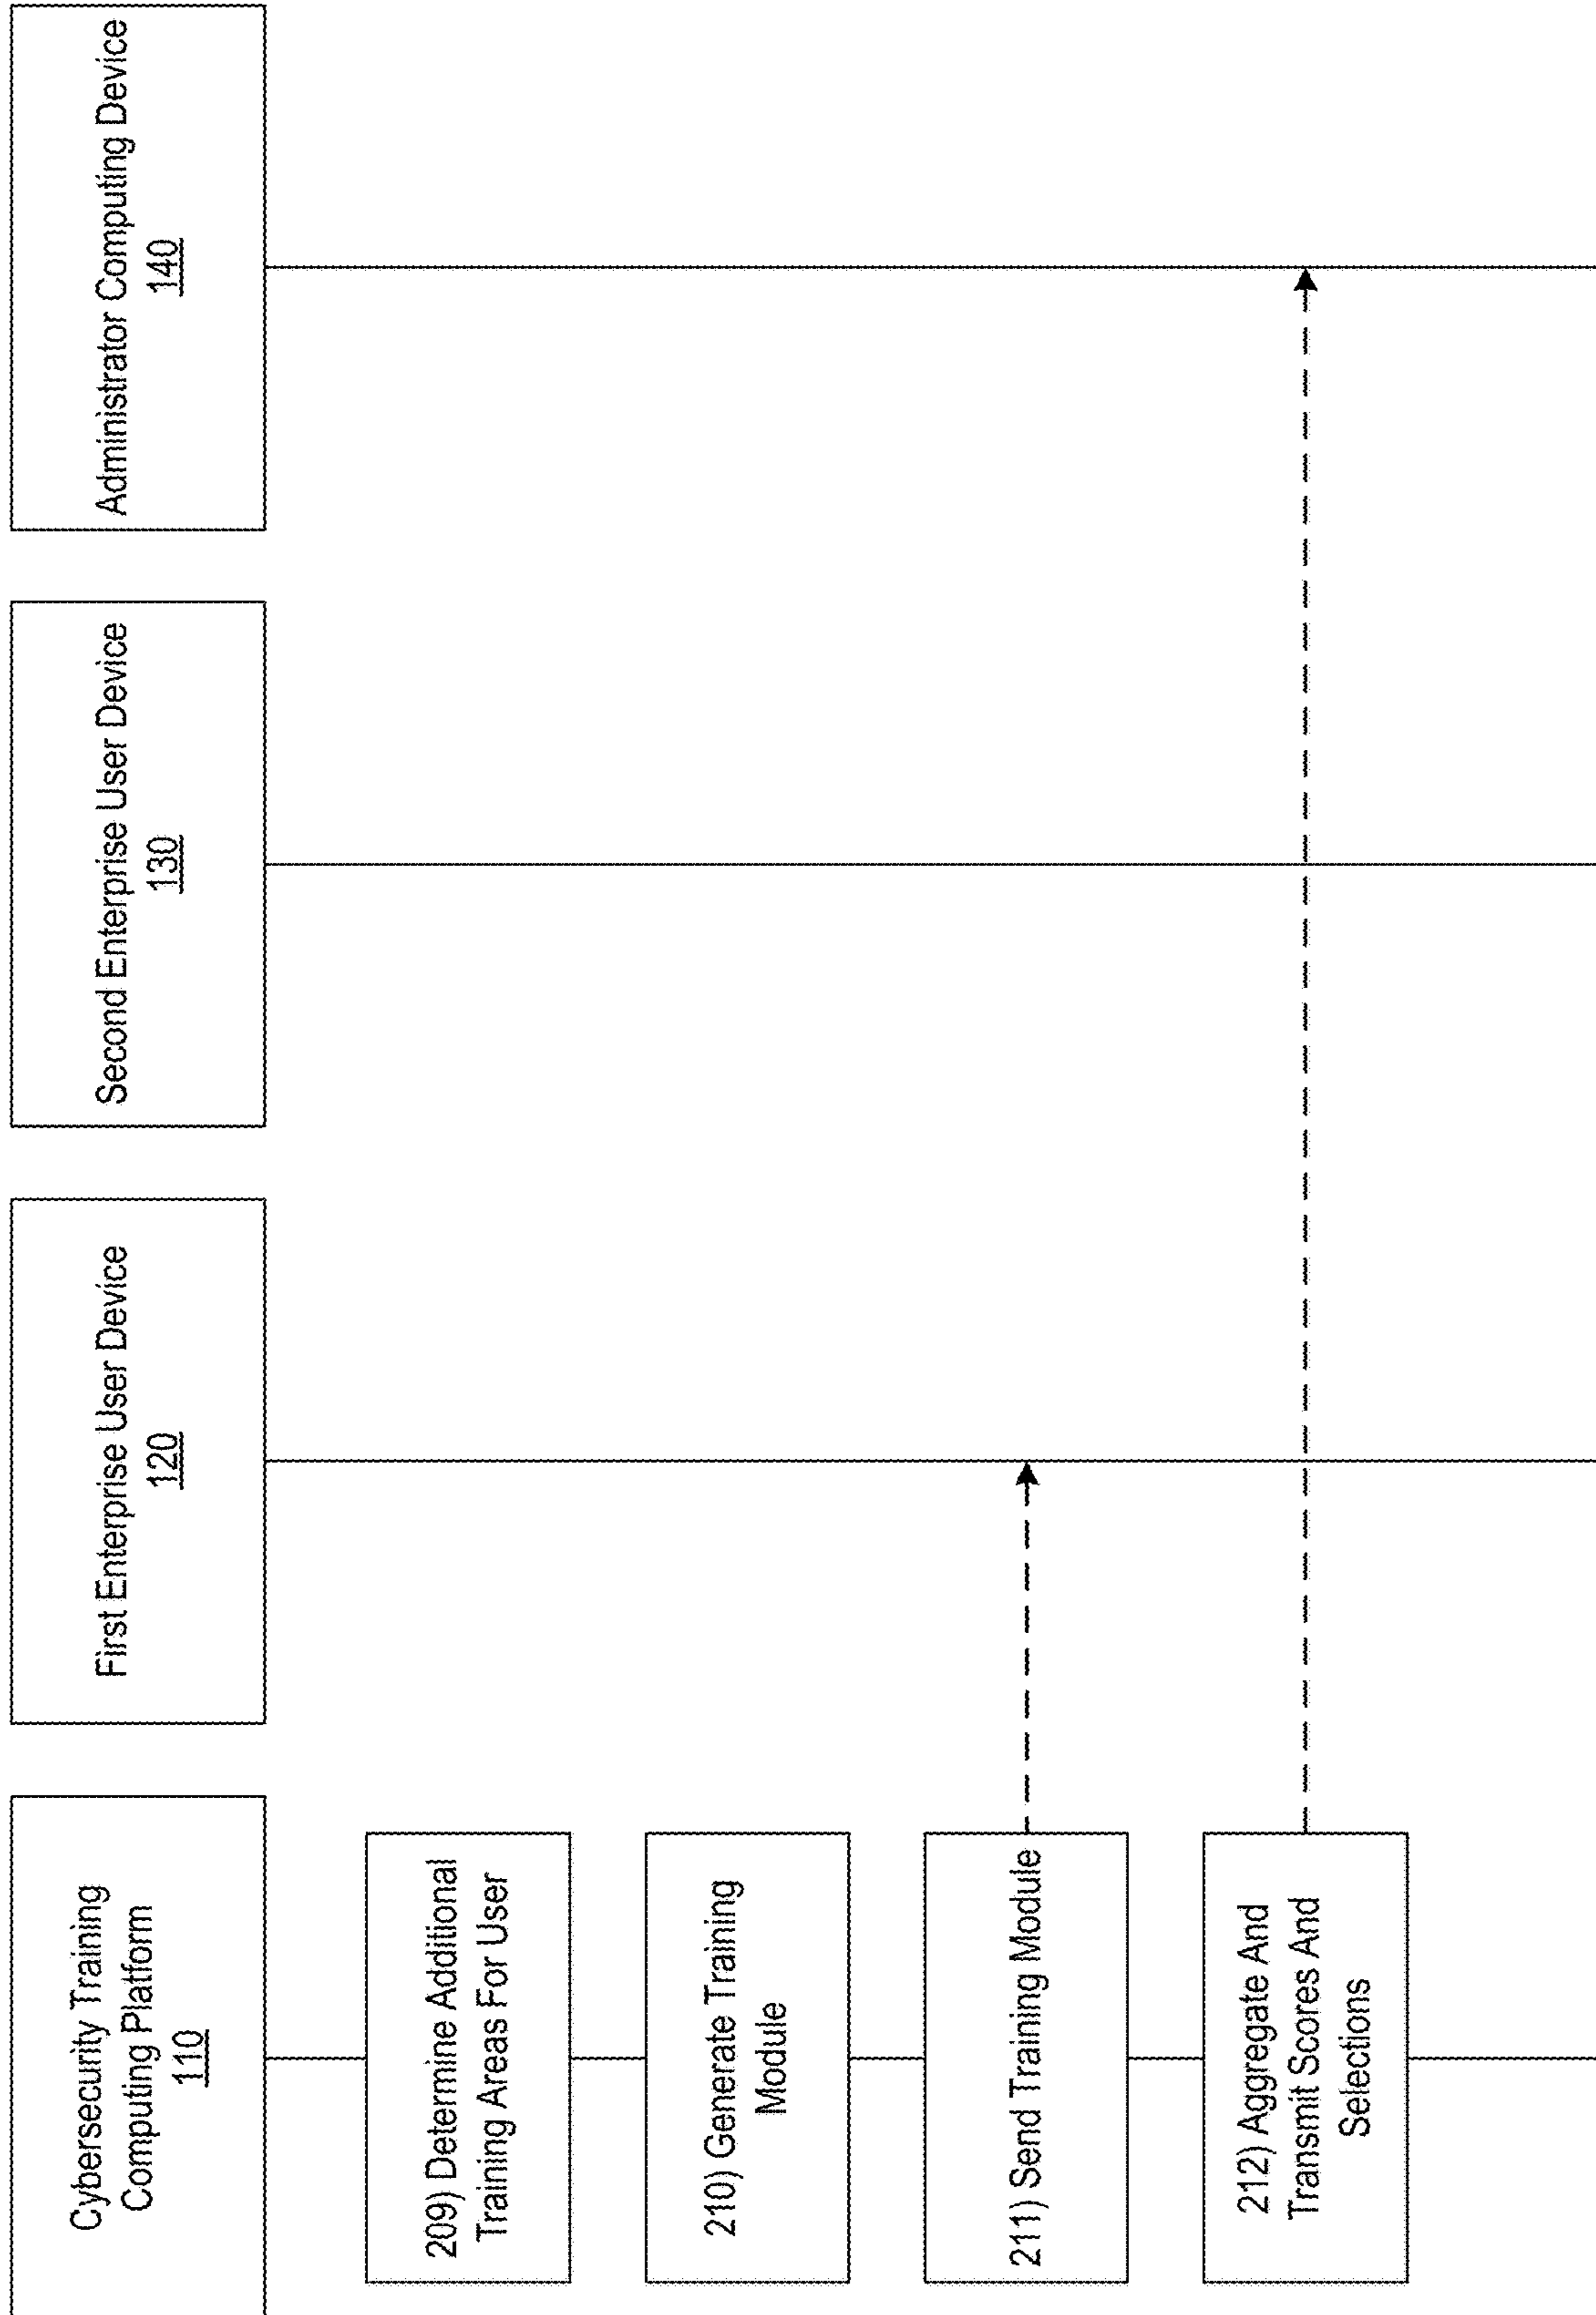 Cybersecurity Training
Computing Platform
110
First Enterprise User Device
120
Second Enterprise User Device
130
Administrator Computing Device
140
209) Determine Additional
Training Areas For User
210) Generate Training
Module
211) Send Training Module
212) Aggregate And
Transmit Scores And
Selections